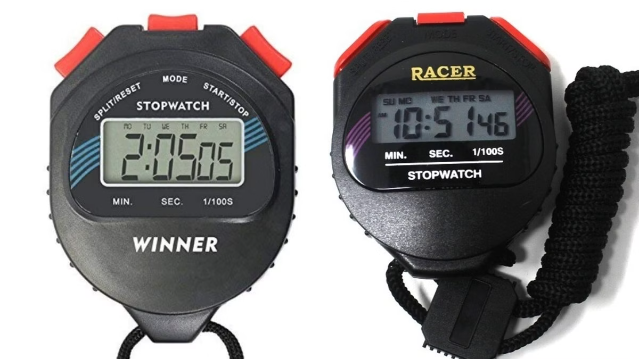 MODE
SPLIT/RESET START/STOP
STOPWATCH
MO TU WE TH FR SA
2:05 05
MIN. SEC. 1/100S
WINNER
RACER
SU MO WE TH FR SA
10:51 46
MIN. SEC. 1/100S
STOPWATCH